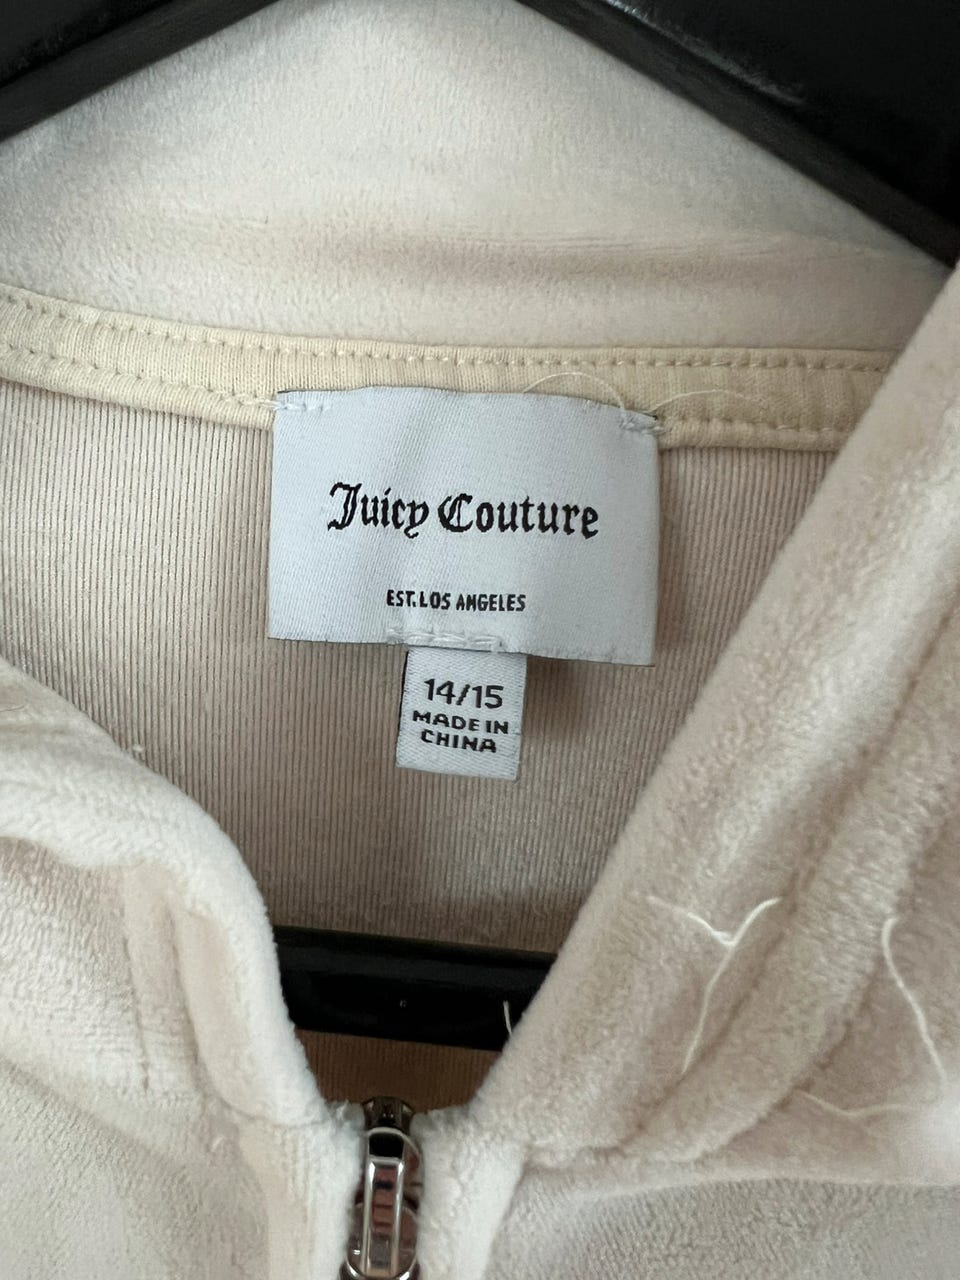 Juicy Couture
EST. LOS ANGELES
14/15
MADE IN
CHINA